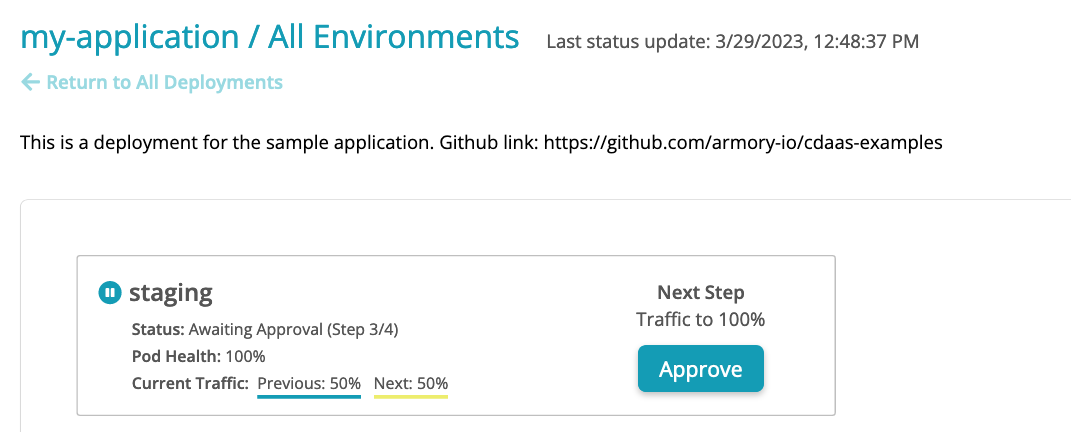 my-application / All Environments Last status update: 3/29/2023, 12:48:37 PM
Return to All Deployments
This is a deployment for the sample application. Github link: https://github.com/armory-io/cdaas-examples
staging
Status: Awaiting Approval (Step 3/4)
Pod Health: 100%
Current Traffic: Previous: 50% Next: 50%
Next Step
Traffic to 100%
Approve